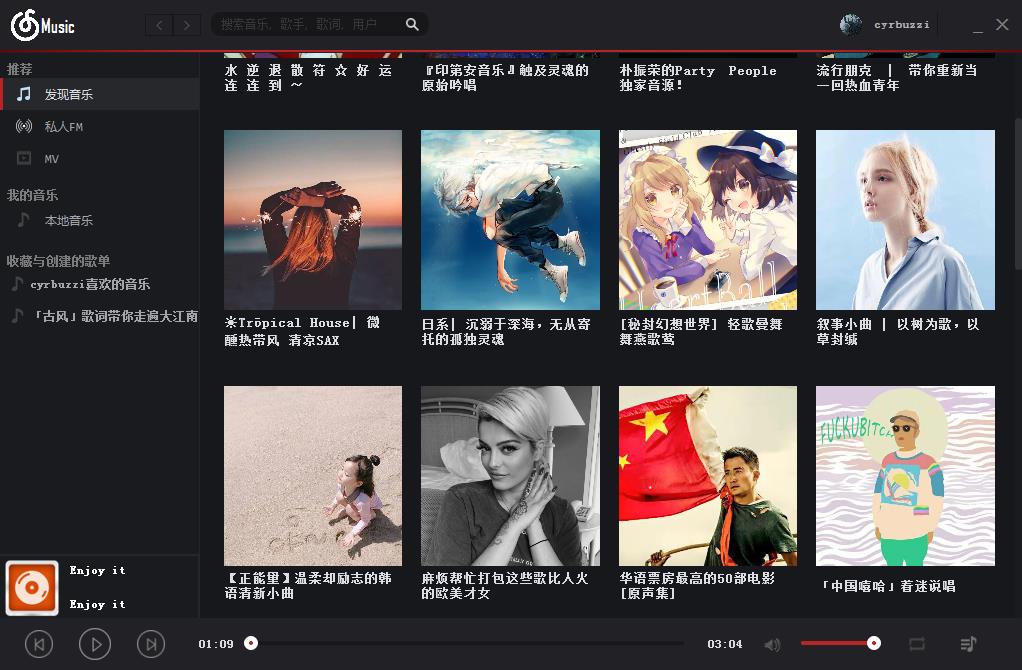 Music
搜索音乐, 歌手, 歌词, 用户
cyrbuzzi
推荐
发现音乐
私人FM
MV
我的音乐
本地音乐
收藏与创建的歌单
cyrbuzzi喜欢的音乐
「古风」歌词带你走遍大江南
水 逆 退 散 符 ☆ 好 运
连 连 到 ~
『印第安音乐』触及灵魂的
原始吟唱
朴振荣的Party People
独家音源!
流行朋克 | 带你重新当
一回热血青年
☀Tröpical House| 微
醺热带风 清凉SAX
日系| 沉溺于深海，无从寄
托的孤独灵魂
[秘封幻想世界] 轻歌曼舞
舞燕歌莺
叙事小曲 | 以树为歌，以
草封缄
【正能量】温柔却励志的韩
语清新小曲
麻烦帮忙打包这些歌比人火
的欧美才女
华语票房最高的50部电影
[原声集]
FUCKUBITCH
「中国嘻哈」着迷说唱
Enjoy it
Enjoy it
01:09
03:04